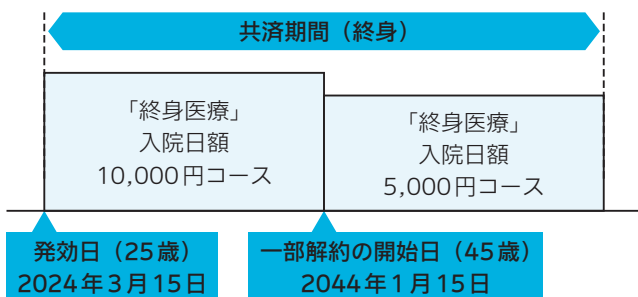 共済期間（終身）
「終身医療」
入院日額
10,000円コース
「終身医療」
入院日額
5,000円コース
発効日（25歳）
2024年3月15日
一部解約の開始日（45歳）
2044年1月15日